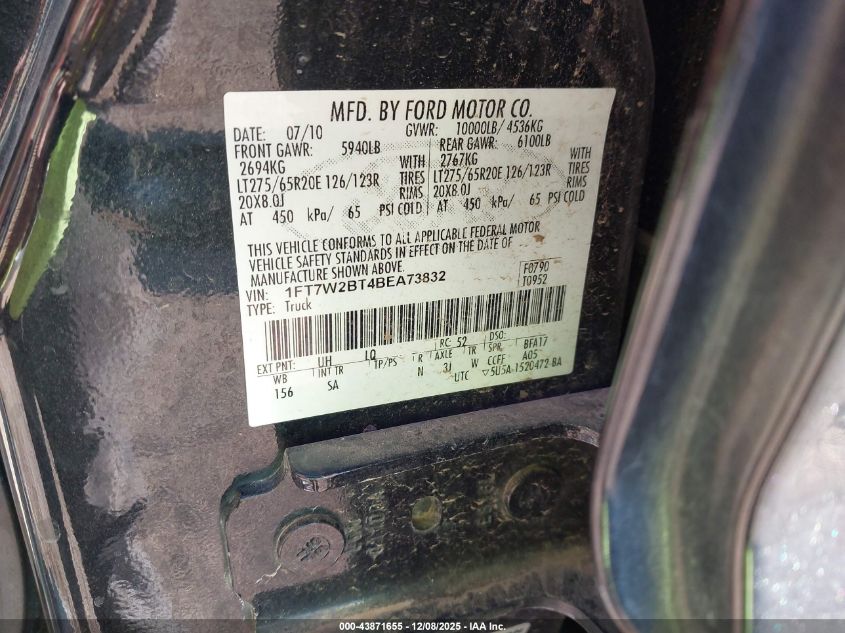 MFD. BY FORD MOTOR CO.
DATE: 07/10 GVWR: 10000LB/ 4536KG
FRONT GAWR: 5940LB REAR GAWR: 6100LB
2694KG WITH 2767KG WITH
LT275/65R20E 126/123R TIRES LT275/65R20E 126/123R TIRES
20X8.0J RIMS 20X8.0J RIMS
AT 450 kPa/ 65 PSI COLD AT 450 kPa/ 65 PSI COLD
THIS VEHICLE CONFORMS TO ALL APPLICABLE FEDERAL MOTOR
VEHICLE SAFETY STANDARDS IN EFFECT ON THE DATE OF
MANUFACTURE SHOWN ABOVE.
VIN: 1FT7W2BT4BEA73832 F0790
TYPE: Truck T0952
RC: 52 DSO:
EXT PNT: UH LQ BFA17
WB INT TR TP/PS R AXLE TR SPR CCFF A05
156 SA N 3J W
UTC ▽5U5A-1520472-BA
000-43871655 12/08/2025 IAA Inc.